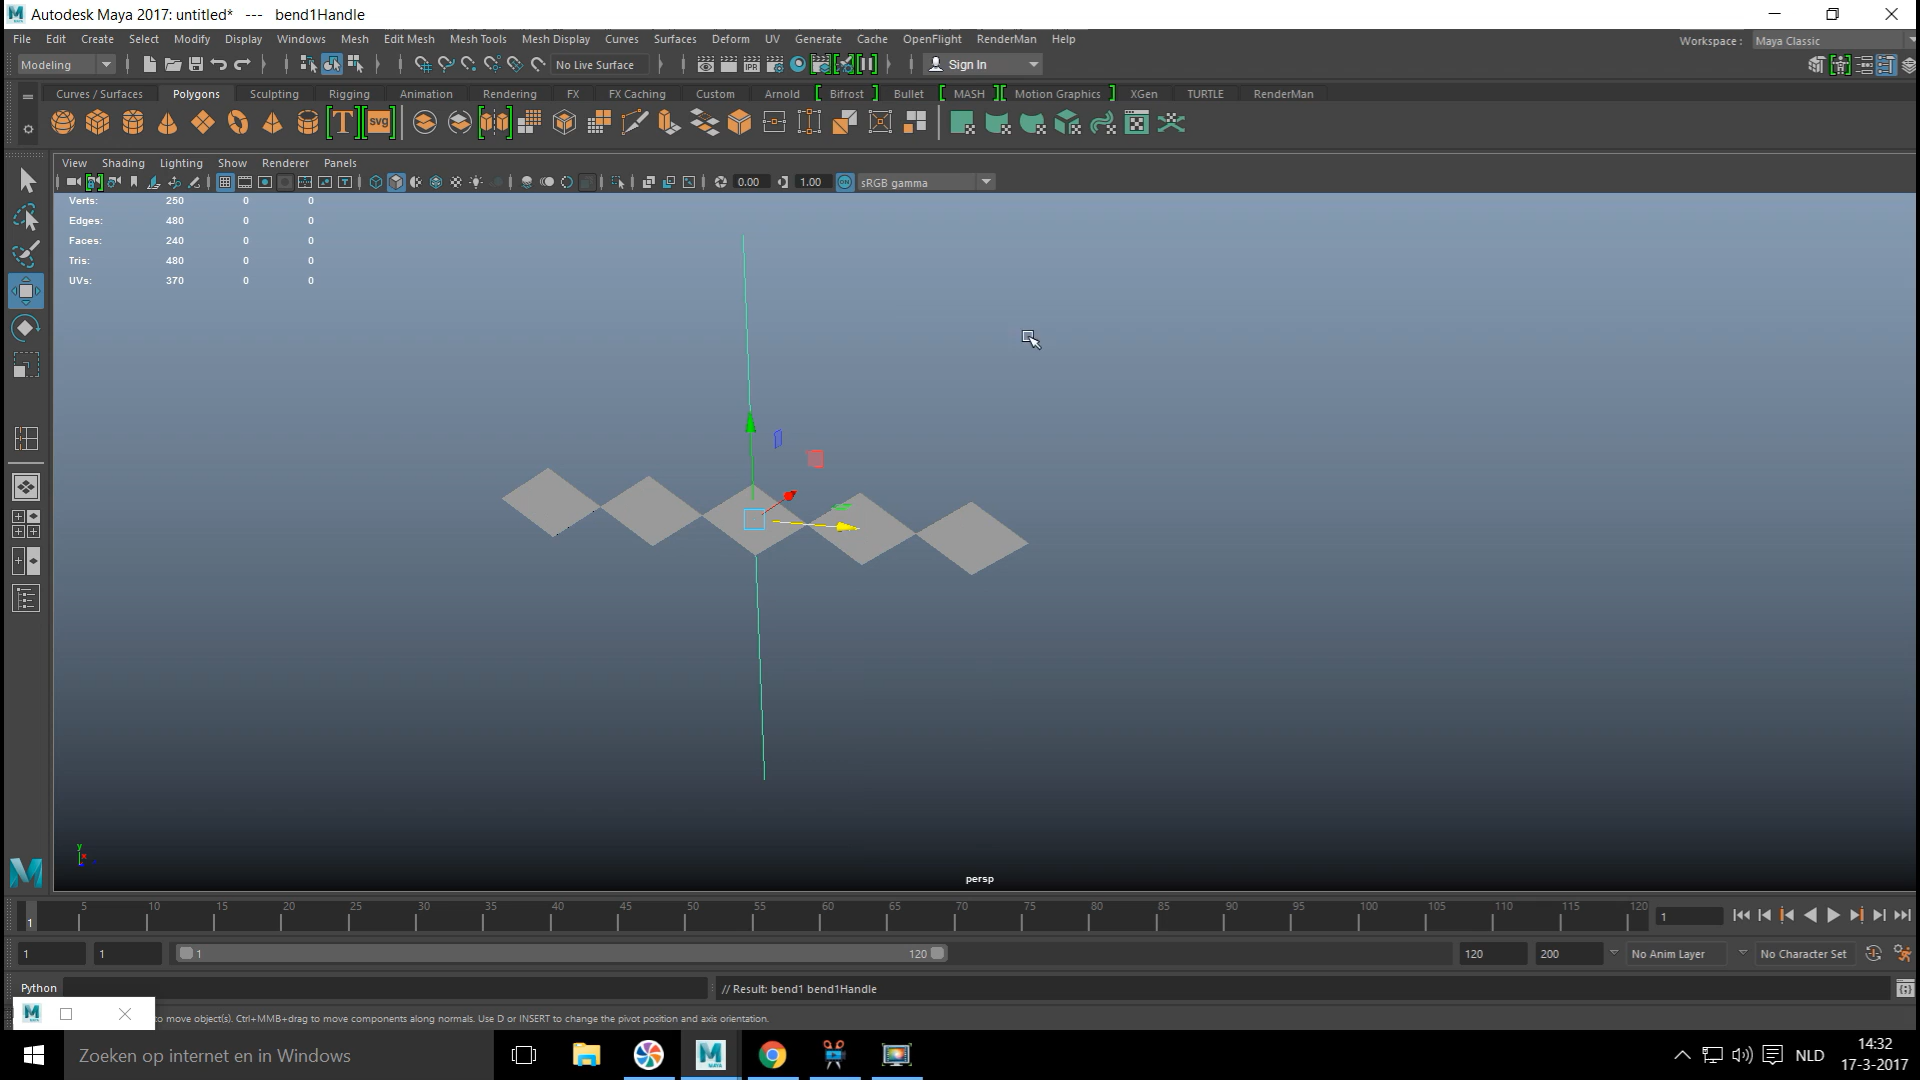 Autodesk Maya 2017: untitled* --- bend1Handle
File Edit Create Select Modify Display Windows Mesh Edit Mesh Mesh Tools Mesh Display Curves Surfaces Deform UV Generate Cache OpenFlight RenderMan Help
Workspace : Maya Classic
Modeling No Live Surface IPR Sign In
Curves / Surfaces Polygons Sculpting Rigging Animation Rendering FX FX Caching Custom Arnold Bifrost Bullet MASH Motion Graphics XGen TURTLE RenderMan
T SVG
View Shading Lighting Show Renderer Panels
0.00 1.00 ON sRGB gamma
Verts: 250 0 0
Edges: 480 0 0
Faces: 240 0 0
Tris: 480 0 0
UVs: 370 0 0
y
persp
1 5 10 15 20 25 30 35 40 45 50 55 60 65 70 75 80 85 90 95 100 105 110 115 120 1
1 1 1 120 120 200 No Anim Layer No Character Set
Python // Result: bend1 bend1Handle
to move object(s). Ctrl+MMB+drag to move components along normals. Use D or INSERT to change the pivot position and axis orientation.
Zoeken op internet en in Windows
NLD
14:32
17-3-2017